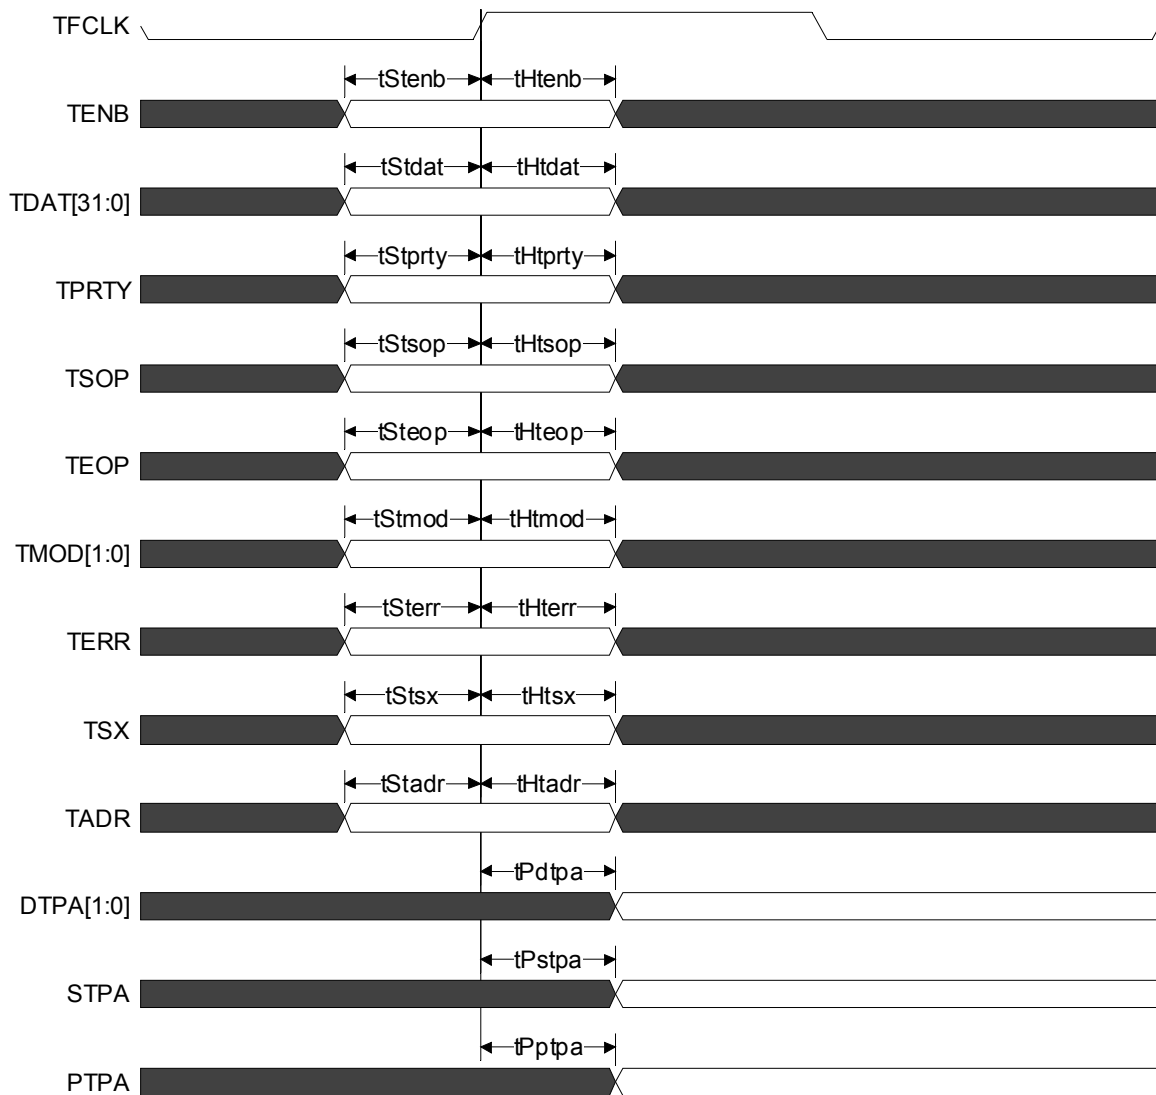 TFCLK
tStenb tHtenb
TENB
tStdat tHtdat
TDAT[31:0]
tStprty tHtprty
TPRTY
tStsop tHtsop
TSOP
tSteop tHteop
TEOP
tStmod tHtmod
TMOD[1:0]
tSterr tHterr
TERR
tStsx tHtsx
TSX
tStadr tHtadr
TADR
tPdtpa
DTPA[1:0]
tPstpa
STPA
tPptpa
PTPA